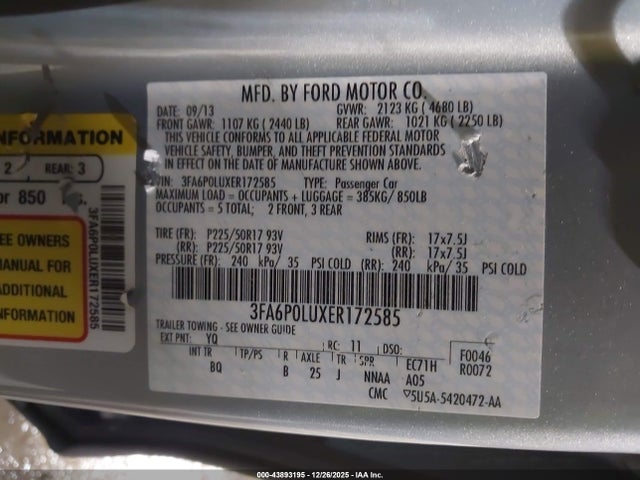 MFD. BY FORD MOTOR CO.
DATE: 09/13 GVWR: 2123 KG ( 4680 LB)
FRONT GAWR: 1107 KG ( 2440 LB) REAR GAWR: 1021 KG ( 2250 LB)
THIS VEHICLE CONFORMS TO ALL APPLICABLE FEDERAL MOTOR
VEHICLE SAFETY, BUMPER, AND THEFT PREVENTION STANDARDS
IN EFFECT ON THE DATE OF MANUFACTURE SHOWN ABOVE.
VIN: 3FA6P0LUXER172585 TYPE: Passenger Car
MAXIMUM LOAD = OCCUPANTS + LUGGAGE = 385KG/ 850LB
OCCUPANTS = 5 TOTAL; 2 FRONT, 3 REAR
TIRE (FR): P225/50R17 93V RIMS (FR): 17x7.5J
(RR): P225/50R17 93V (RR): 17x7.5J
PRESSURE (FR): 240 kPa/ 35 PSI COLD (RR): 240 kPa/ 35 PSI COLD
3FA6P0LUXER172585
TRAILER TOWING - SEE OWNER GUIDE
EXT PNT: YQ RC: 11 DSO: F0046
INT TR TP/PS R AXLE TR SPR EC71H R0072
BQ B 25 J NNAA A05
CMC ▽5U5A-5420472-AA
NFORMATION
2 REAR: 3
or 850
EE OWNERS
MANUAL FOR
ADDITIONAL
INFORMATION
3FA6P0LUXER172585
(STOCK#: 43893195 12/26/2025 - IAA Inc.